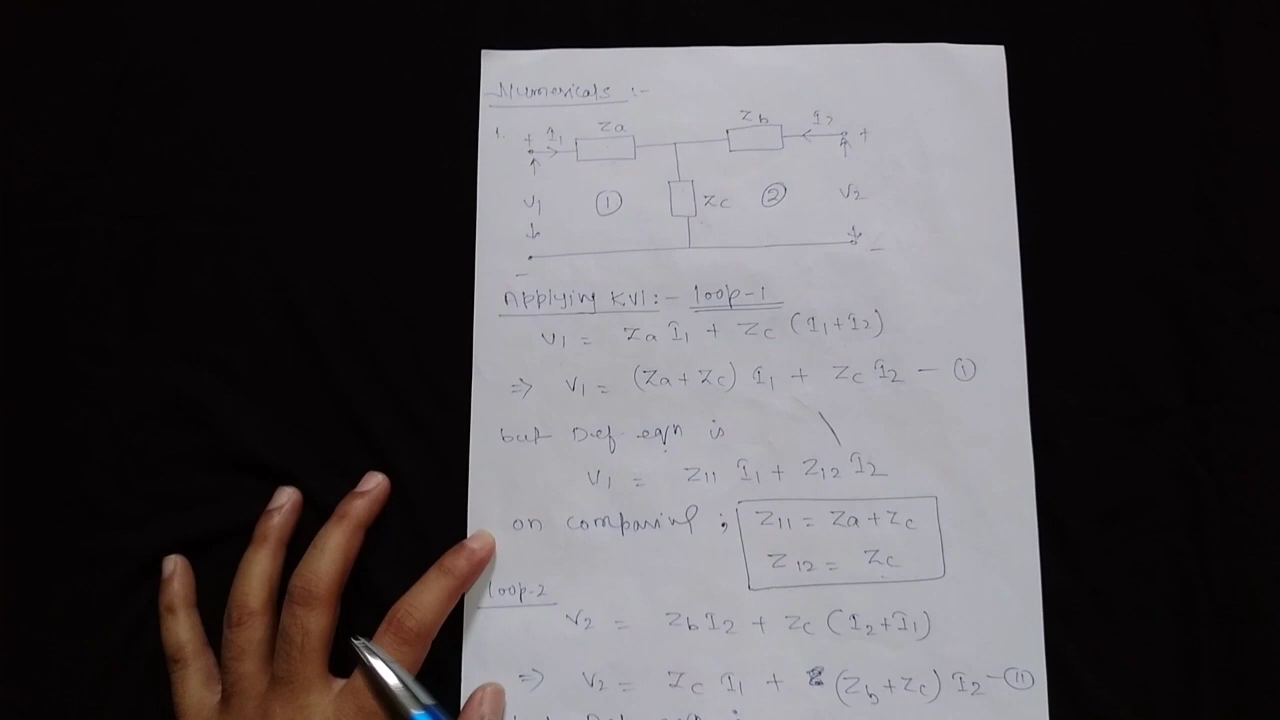 Numericals :-
1.
+ I1 Za Zb I2 +
V1 ① Zc ② V2
- -
Applying KVl :- loop-1
V1 = Za I1 + Zc (I1+I2)
⇒ V1 = (Za+Zc) I1 + Zc I2 - ①
but Def eqn is
V1 = Z11 I1 + Z12 I2
on comparing ; Z11 = Za+Zc
Z12 = Zc
loop-2
V2 = Zb I2 + Zc (I2+I1)
⇒ V2 = Zc I1 + (Zb+Zc) I2 - ⑪